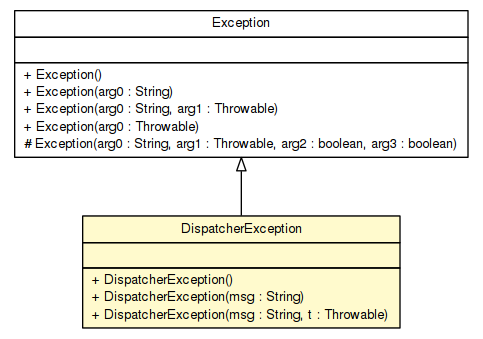 Exception
+ Exception()
+ Exception(arg0 : String)
+ Exception(arg0 : String, arg1 : Throwable)
+ Exception(arg0 : Throwable)
# Exception(arg0 : String, arg1 : Throwable, arg2 : boolean, arg3 : boolean)
DispatcherException
+ DispatcherException()
+ DispatcherException(msg : String)
+ DispatcherException(msg : String, t : Throwable)